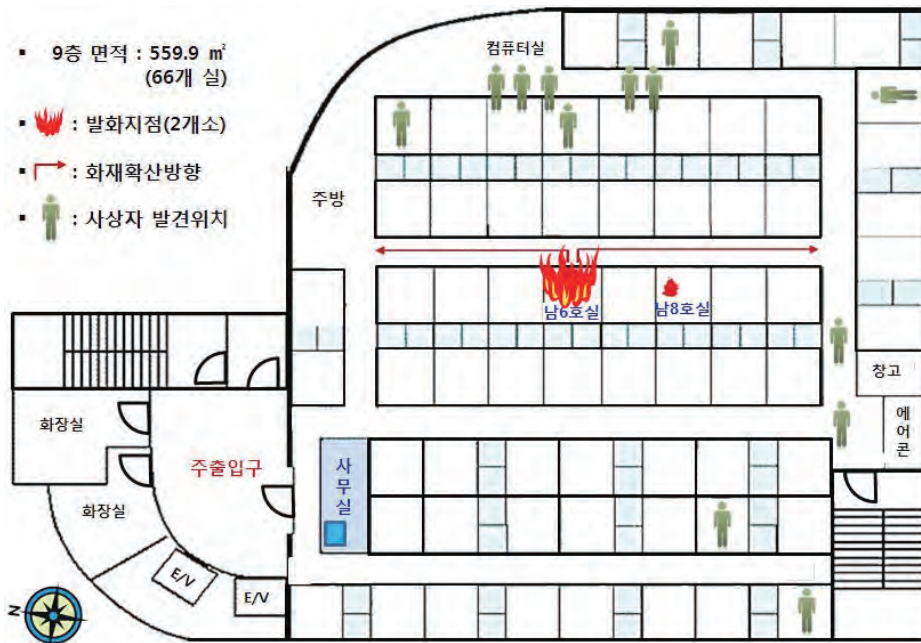 ▪ 9층 면적 : 559.9 ㎡
(66개 실)
▪ : 발화지점(2개소)
▪ : 화재확산방향
▪ : 사상자 발견위치
컴퓨터실
주방
남6호실
남8호실
창고
에어콘
화장실
주출입구
사무실
화장실
E/V
E/V
N